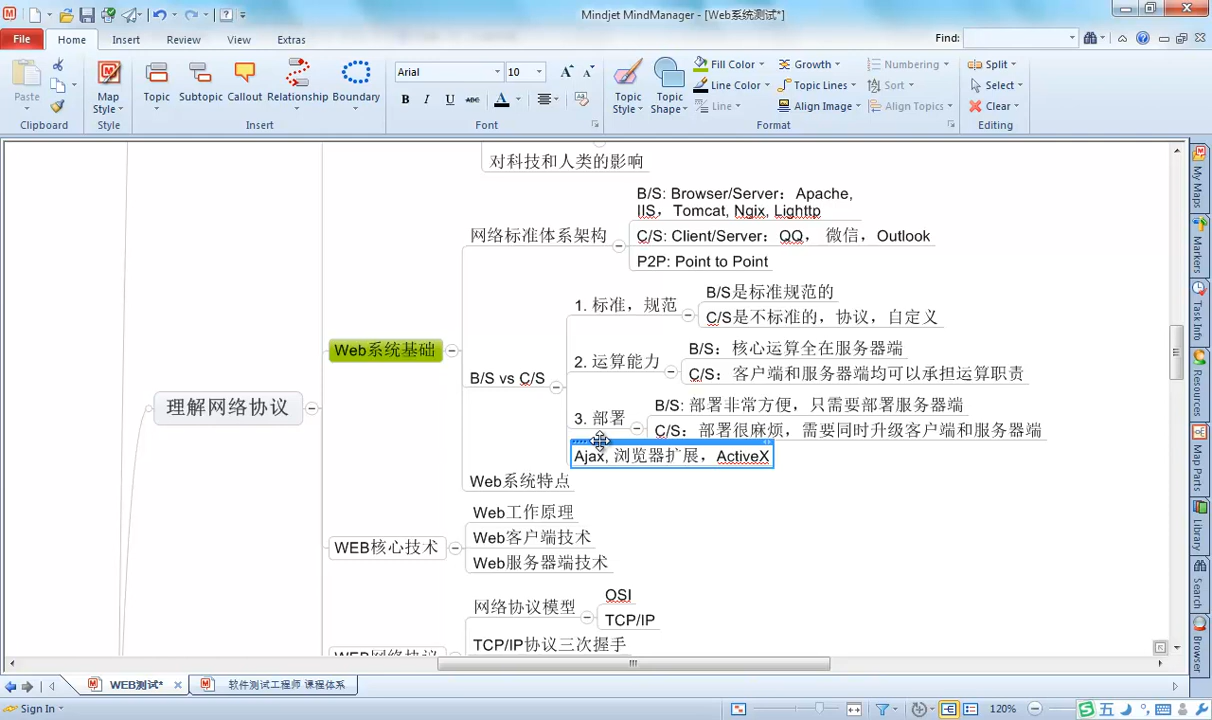 Mindjet MindManager - [Web系统测试*]
File Home Insert Review View Extras Find:
Paste Map Style Topic Subtopic Callout Relationship Boundary
Arial 10
B I U abc A
Topic Style Topic Shape Fill Color Line Color Line Growth Topic Lines Align Image Numbering Sort Align Topics Split Select Clear
Clipboard Style Insert Font Format Editing
对科技和人类的影响
B/S: Browser/Server：Apache,
IIS，Tomcat, Ngix, Lighttp
网络标准体系架构
C/S: Client/Server：QQ， 微信，Outlook
P2P: Point to Point
1. 标准，规范
B/S是标准规范的
C/S是不标准的，协议，自定义
Web系统基础
B/S vs C/S
2. 运算能力
B/S：核心运算全在服务器端
C/S：客户端和服务器端均可以承担运算职责
理解网络协议
3. 部署
B/S: 部署非常方便，只需要部署服务器端
C/S：部署很麻烦，需要同时升级客户端和服务器端
Ajax, 浏览器扩展，ActiveX
Web系统特点
WEB核心技术
Web工作原理
Web客户端技术
Web服务器端技术
网络协议模型
OSI
TCP/IP
TCP/IP协议三次握手
WEB网络协议
My Maps
Markers
Task Info
Resources
Map Parts
Library
Search
Browser
WEB测试* 软件测试工程师 课程体系
Sign In 120% 五